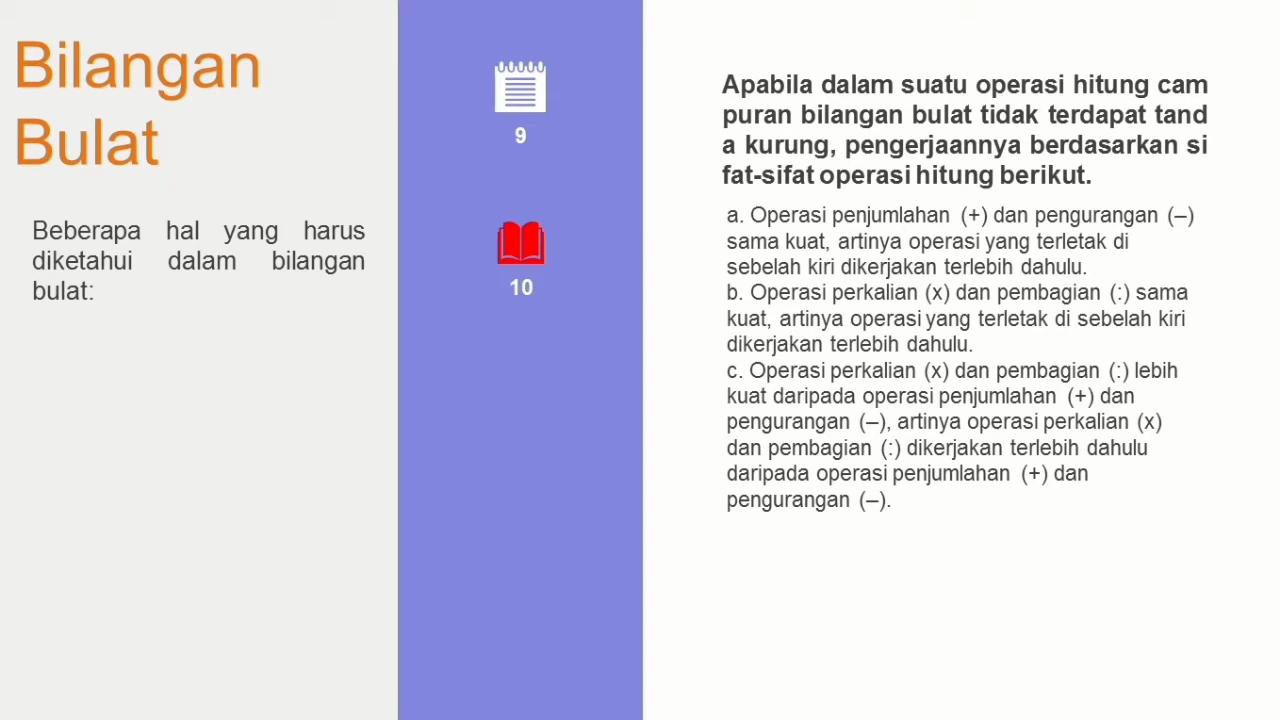 Bilangan
Bulat
Beberapa hal yang harus
diketahui dalam bilangan
bulat:
9
10
Apabila dalam suatu operasi hitung cam
puran bilangan bulat tidak terdapat tand
a kurung, pengerjaannya berdasarkan si
fat-sifat operasi hitung berikut.
a. Operasi penjumlahan (+) dan pengurangan (–)
sama kuat, artinya operasi yang terletak di
sebelah kiri dikerjakan terlebih dahulu.
b. Operasi perkalian (x) dan pembagian (:) sama
kuat, artinya operasi yang terletak di sebelah kiri
dikerjakan terlebih dahulu.
c. Operasi perkalian (x) dan pembagian (:) lebih
kuat daripada operasi penjumlahan (+) dan
pengurangan (–), artinya operasi perkalian (x)
dan pembagian (:) dikerjakan terlebih dahulu
daripada operasi penjumlahan (+) dan
pengurangan (–).